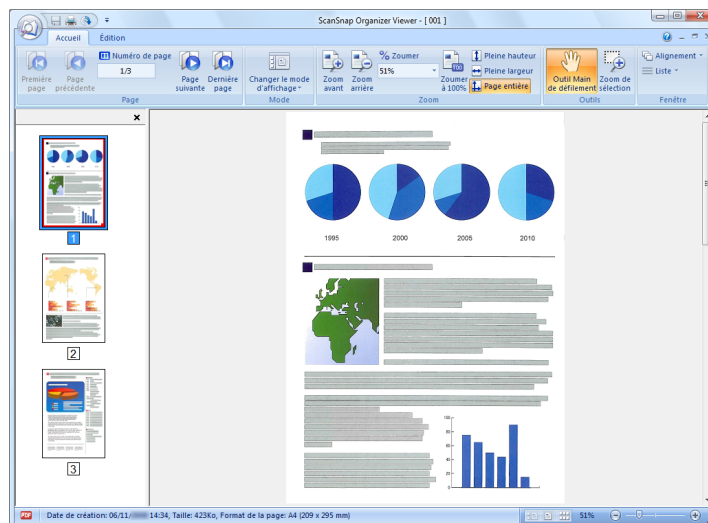 ScanSnap Organizer Viewer - [ 001 ]
Accueil Édition
Première page
Page précédente
Numéro de page
1/3
Page suivante
Dernière page
Page
Changer le mode d'affichage
Mode
Zoom avant
Zoom arrière
% Zoumer
51%
Zoumer à 100%
Pleine hauteur
Pleine largeur
Page entière
Zoom
Outil Main de défilement
Zoom de sélection
Outils
Alignement
Liste
Fenêtre
1
2
3
1995 2000 2005 2010
100
80
60
40
20
0
PDF Date de création: 06/11/ 14:34, Taille: 423Ko, Format de la page: A4 (209 x 295 mm)
51%